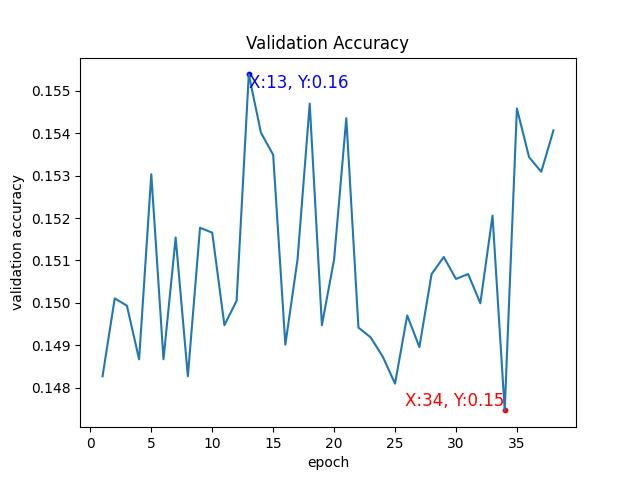 Validation Accuracy
X:13, Y:0.16
0.155
0.154
0.153
0.152
validation accuracy
0.151
0.150
0.149
0.148
X:34, Y:0.15
0 5 10 15 20 25 30 35
epoch